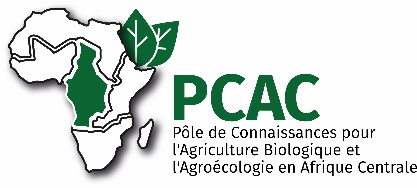 PCAC
Pôle de Connaissances pour
l'Agriculture Biologique et
l'Agroécologie en Afrique Centrale